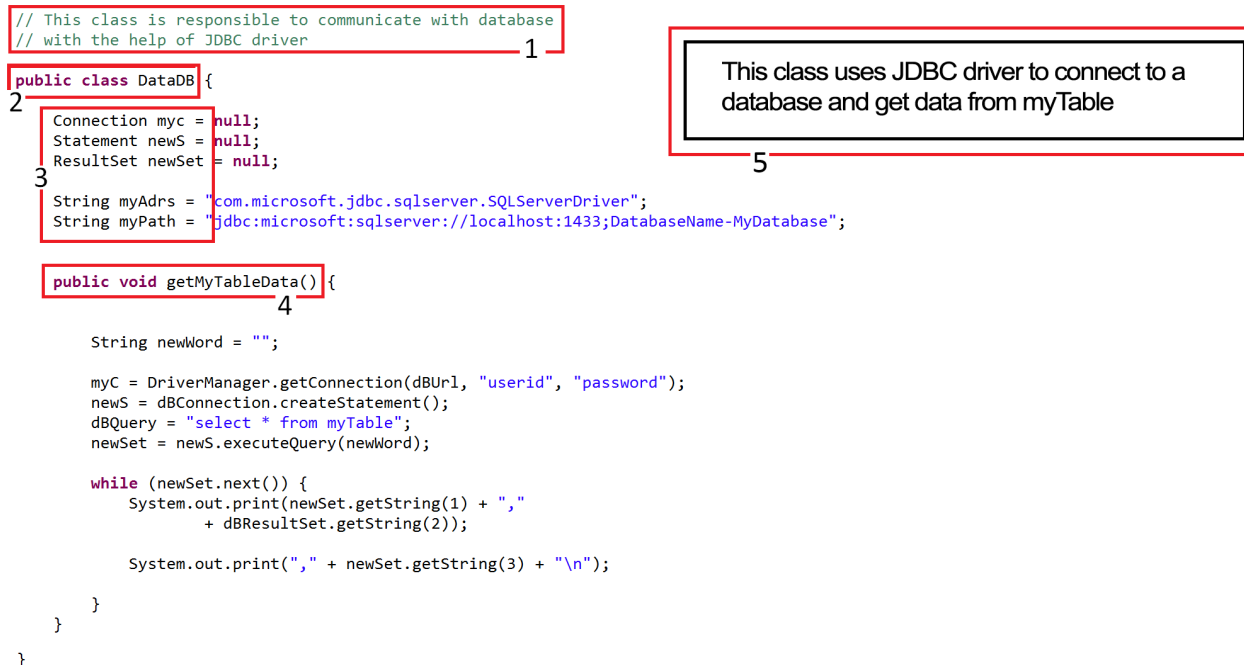 // This class is responsible to communicate with database
// with the help of JDBC driver
1
public class DataDB {
2
Connection myc = null;
Statement newS = null;
ResultSet newSet = null;
3
String myAdrs = "com.microsoft.jdbc.sqlserver.SQLServerDriver";
String myPath = "jdbc:microsoft:sqlserver://localhost:1433;DatabaseName-MyDatabase";
public void getMyTableData() {
4
String newWord = "";
myC = DriverManager.getConnection(dBUrl, "userid", "password");
newS = dBConnection.createStatement();
dBQuery = "select * from myTable";
newSet = newS.executeQuery(newWord);
while (newSet.next()) {
System.out.print(newSet.getString(1) + ","
+ dBResultSet.getString(2));
System.out.print("," + newSet.getString(3) + "\n");
}
}
}
This class uses JDBC driver to connect to a
database and get data from myTable
5